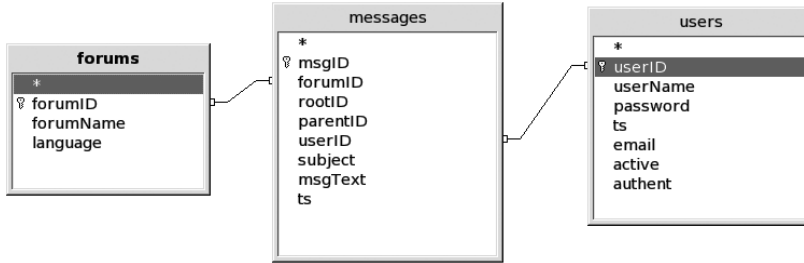 forums
*
forumID
forumName
language
messages
*
msgID
forumID
rootID
parentID
userID
subject
msgText
ts
users
*
userID
userName
password
ts
email
active
authent